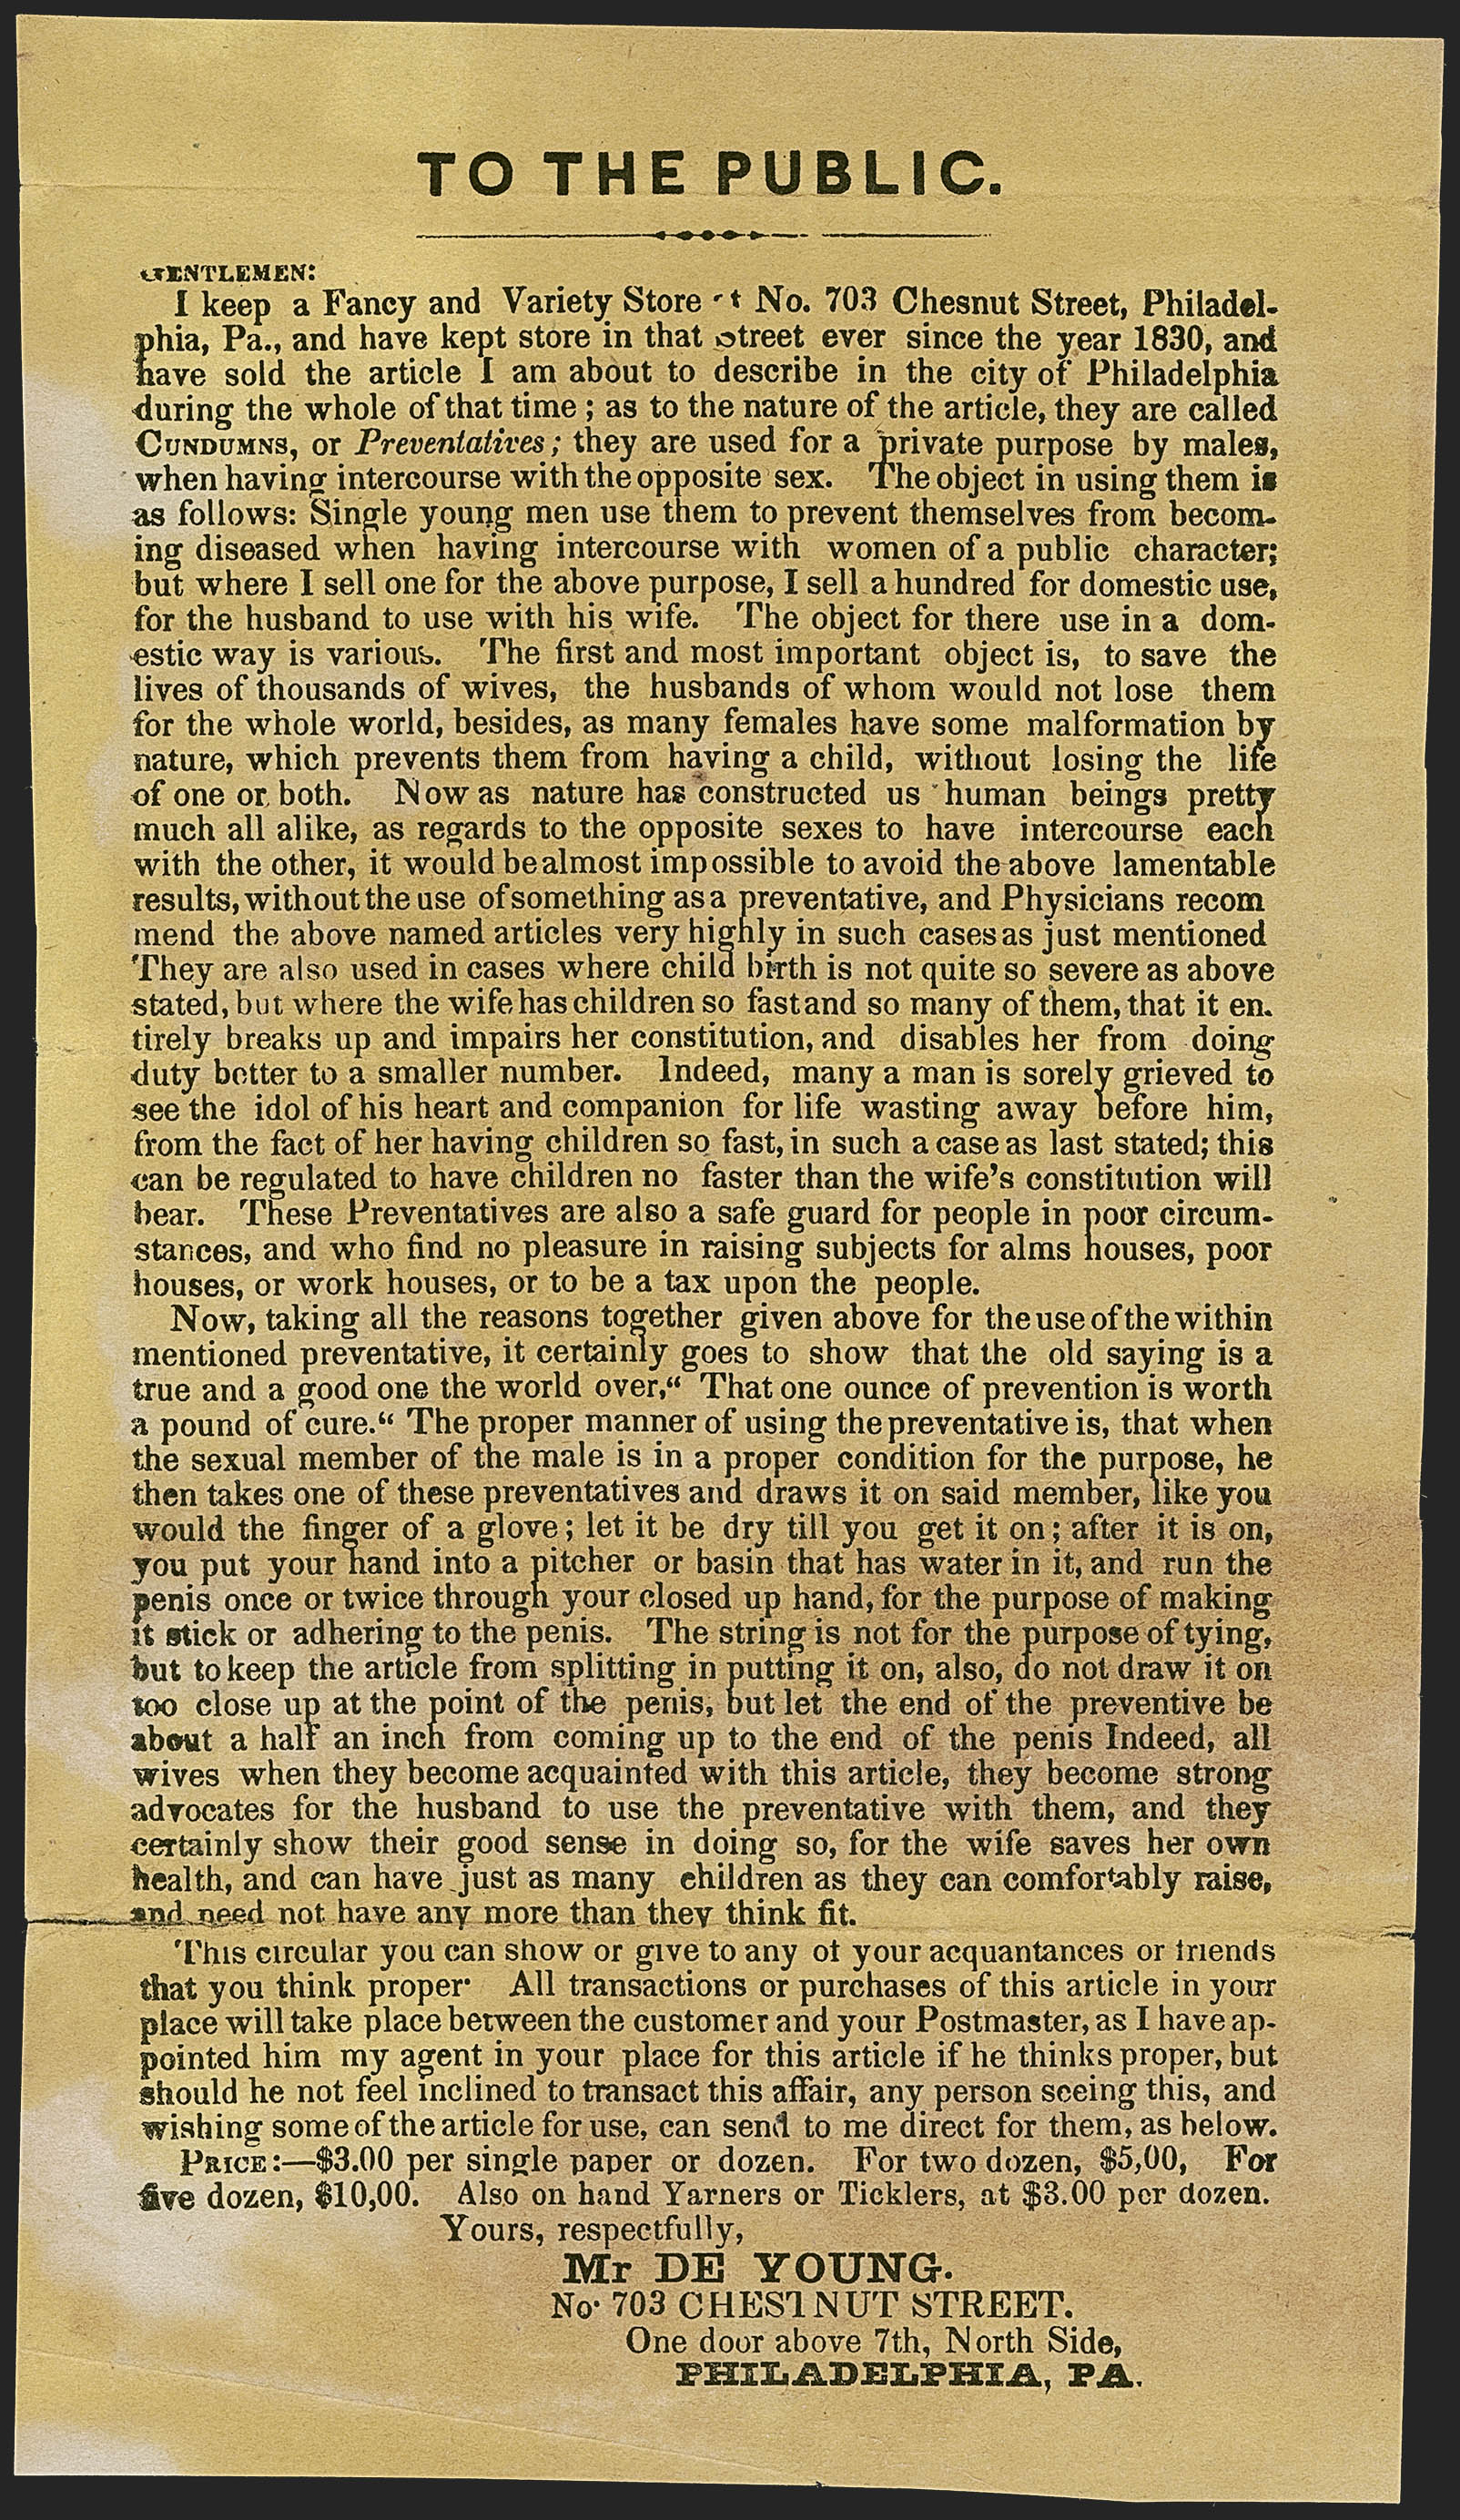 TO THE PUBLIC.
GENTLEMEN:
I keep a Fancy and Variety Store at No. 703 Chesnut Street, Philadel-
phia, Pa., and have kept store in that street ever since the year 1830, and
have sold the article I am about to describe in the city of Philadelphia
during the whole of that time ; as to the nature of the article, they are called
CUNDUMNS, or Preventatives ; they are used for a private purpose by males,
when having intercourse with the opposite sex. The object in using them is
as follows: Single young men use them to prevent themselves from becom-
ing diseased when having intercourse with women of a public character;
but where I sell one for the above purpose, I sell a hundred for domestic use,
for the husband to use with his wife. The object for there use in a dom-
estic way is various. The first and most important object is, to save the
lives of thousands of wives, the husbands of whom would not lose them
for the whole world, besides, as many females have some malformation by
nature, which prevents them from having a child, without losing the life
of one or both. Now as nature has constructed us human beings pretty
much all alike, as regards to the opposite sexes to have intercourse each
with the other, it would be almost impossible to avoid the above lamentable
results, without the use of something as a preventative, and Physicians recom
mend the above named articles very highly in such cases as just mentioned
They are also used in cases where child birth is not quite so severe as above
stated, but where the wife has children so fast and so many of them, that it en.
tirely breaks up and impairs her constitution, and disables her from doing
duty better to a smaller number. Indeed, many a man is sorely grieved to
see the idol of his heart and companion for life wasting away before him,
from the fact of her having children so fast, in such a case as last stated; this
can be regulated to have children no faster than the wife's constitution will
bear. These Preventatives are also a safe guard for people in poor circum-
stances, and who find no pleasure in raising subjects for alms houses, poor
houses, or work houses, or to be a tax upon the people.
Now, taking all the reasons together given above for the use of the within
mentioned preventative, it certainly goes to show that the old saying is a
true and a good one the world over,“ That one ounce of prevention is worth
a pound of cure.“ The proper manner of using the preventative is, that when
the sexual member of the male is in a proper condition for the purpose, he
then takes one of these preventatives and draws it on said member, like you
would the finger of a glove ; let it be dry till you get it on ; after it is on,
you put your hand into a pitcher or basin that has water in it, and run the
penis once or twice through your closed up hand, for the purpose of making
it stick or adhering to the penis. The string is not for the purpose of tying,
but to keep the article from splitting in putting it on, also, do not draw it on
too close up at the point of the penis, but let the end of the preventive be
about a half an inch from coming up to the end of the penis Indeed, all
wives when they become acquainted with this article, they become strong
advocates for the husband to use the preventative with them, and they
certainly show their good sense in doing so, for the wife saves her own
health, and can have just as many children as they can comfortably raise,
and need not have any more than they think fit.
This circular you can show or give to any of your acquantances or friends
that you think proper· All transactions or purchases of this article in your
place will take place between the customer and your Postmaster, as I have ap-
pointed him my agent in your place for this article if he thinks proper, but
should he not feel inclined to transact this affair, any person seeing this, and
wishing some of the article for use, can send to me direct for them, as below.
PRICE :—$3.00 per single paper or dozen. For two dozen, $5,00, For
five dozen, $10,00. Also on hand Yarners or Ticklers, at $3.00 per dozen.
Yours, respectfully,
Mr DE YOUNG.
No· 703 CHESTNUT STREET.
One door above 7th, North Side,
PHILADELPHIA, PA.